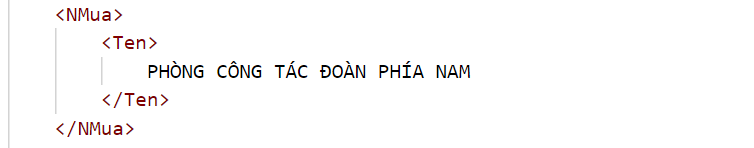 <NMua>
<Ten>
PHÒNG CÔNG TÁC ĐOÀN PHÍA NAM
</Ten>
</NMua>